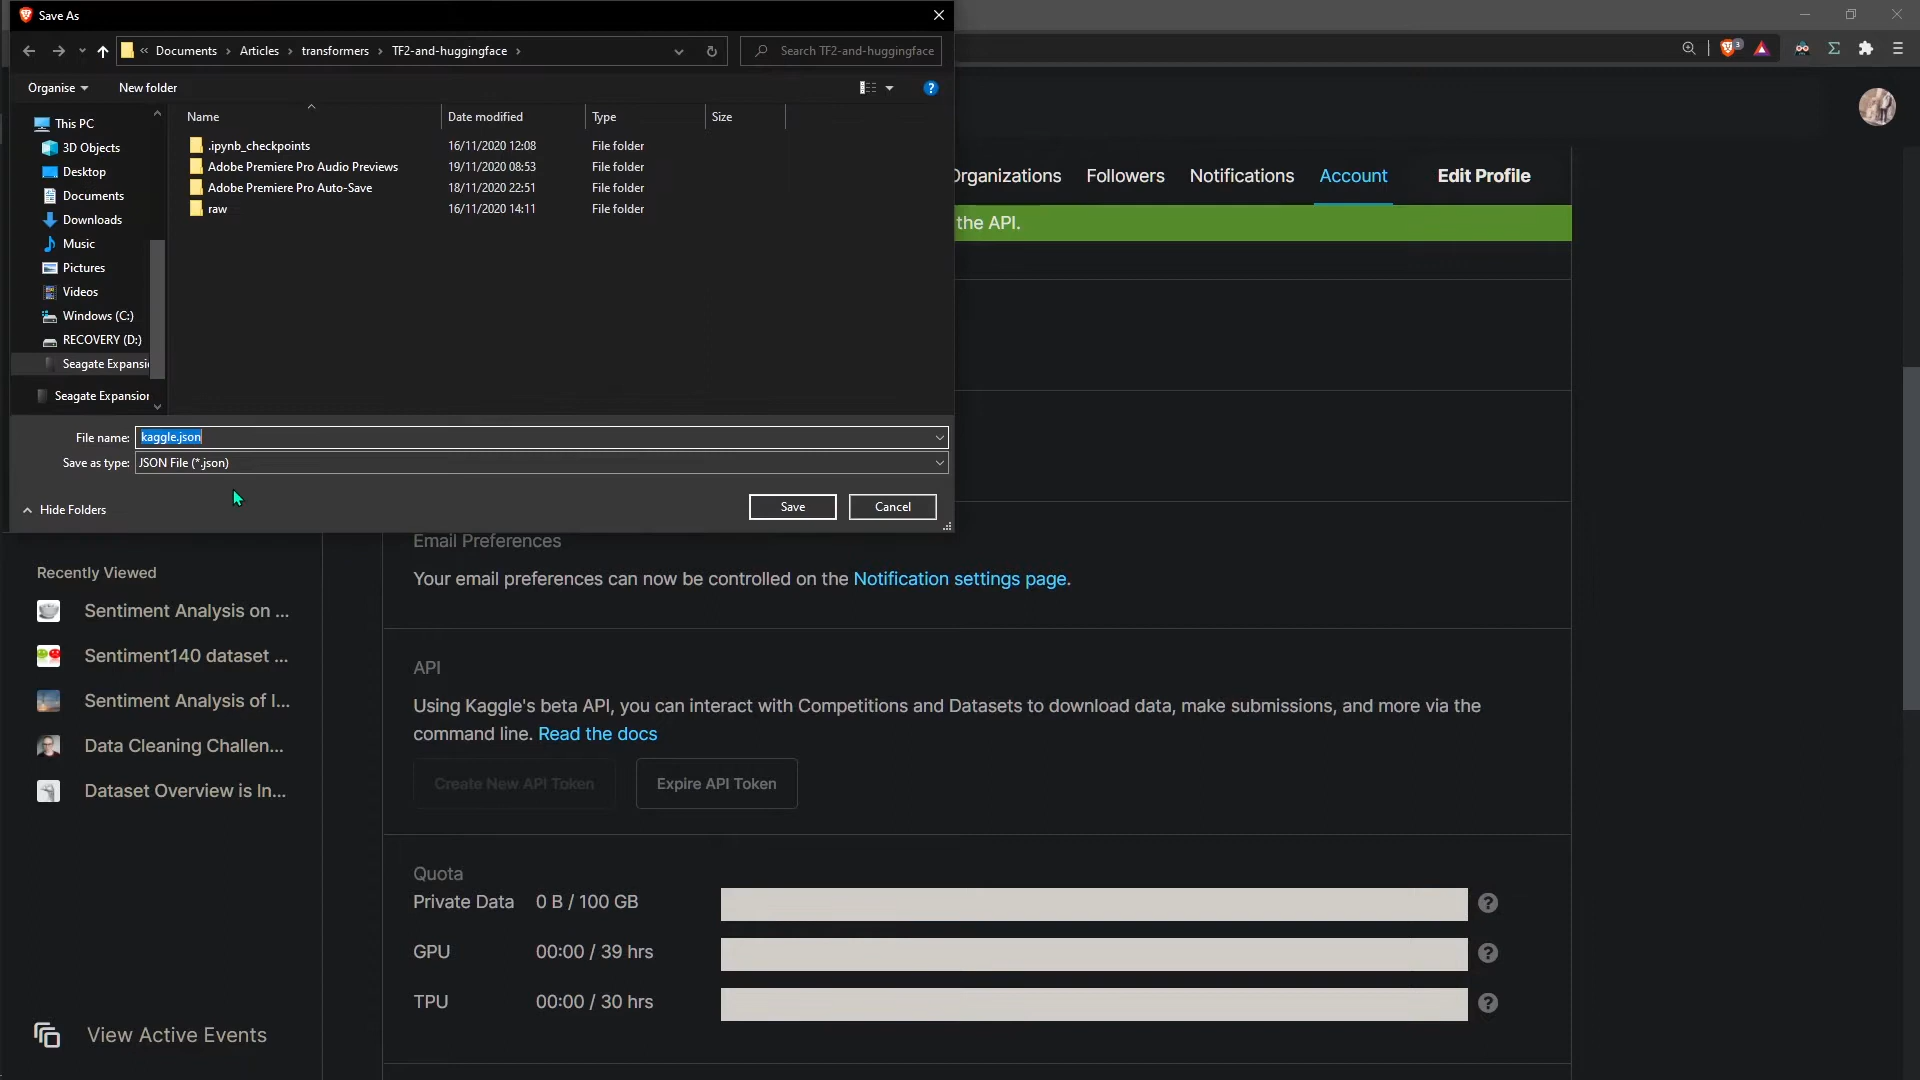 Save As
« Documents › Articles › transformers › TF2-and-huggingface ›
Search TF2-and-huggingface
Organise
New folder
?
This PC
3D Objects
Desktop
Documents
Downloads
Music
Pictures
Videos
Windows (C:)
RECOVERY (D:)
Seagate Expansi
Seagate Expansion
Name Date modified Type Size
.ipynb_checkpoints 16/11/2020 12:08 File folder
Adobe Premiere Pro Audio Previews 19/11/2020 08:53 File folder
Adobe Premiere Pro Auto-Save 18/11/2020 22:51 File folder
raw 16/11/2020 14:11 File folder
File name: kaggle.json
Save as type: JSON File (*.json)
Hide Folders
Save
Cancel
3
Organizations Followers Notifications Account Edit Profile
the API.
Recently Viewed
Sentiment Analysis on ...
Sentiment140 dataset ...
Sentiment Analysis of I...
Data Cleaning Challen...
Dataset Overview is In...
View Active Events
Email Preferences
Your email preferences can now be controlled on the Notification settings page.
API
Using Kaggle's beta API, you can interact with Competitions and Datasets to download data, make submissions, and more via the
command line. Read the docs
Create New API Token
Expire API Token
Quota
Private Data 0 B / 100 GB ?
GPU 00:00 / 39 hrs ?
TPU 00:00 / 30 hrs ?